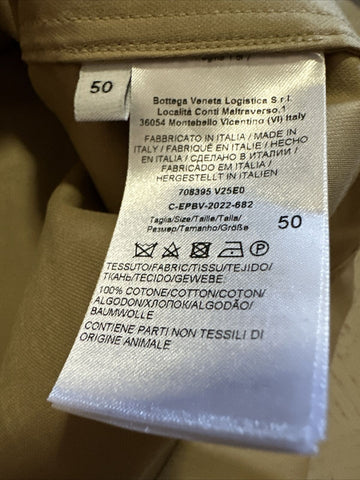 50
Bottega Veneta Logistica S.r.l.
Località Conti Maltraverso,1
36054 Montebello Vicentino (VI) Italy
FABBRICATO IN ITALIA / MADE IN
ITALY / FABRIQUÉ EN ITALIE / HECHO
EN ITALIA / СДЕЛАНО В ИТАЛИИ /
FABRICADO EM ITALIA /
HERGESTELLT IN ITALIEN
708395 V25E0
C-EPBV-2022-682
Taglia/Size/Taille/Talla/
Размер/Tamanho/Größe
50
TESSUTO/FABRIC/TISSU/TEJIDO/
ТКАНЬ/TECIDO/GEWEBE:
100% COTONE/COTTON/COTON/
ALGODON/ХЛОПОК/ALGODÃO/
BAUMWOLLE
CONTIENE PARTI NON TESSILI DI
ORIGINE ANIMALE